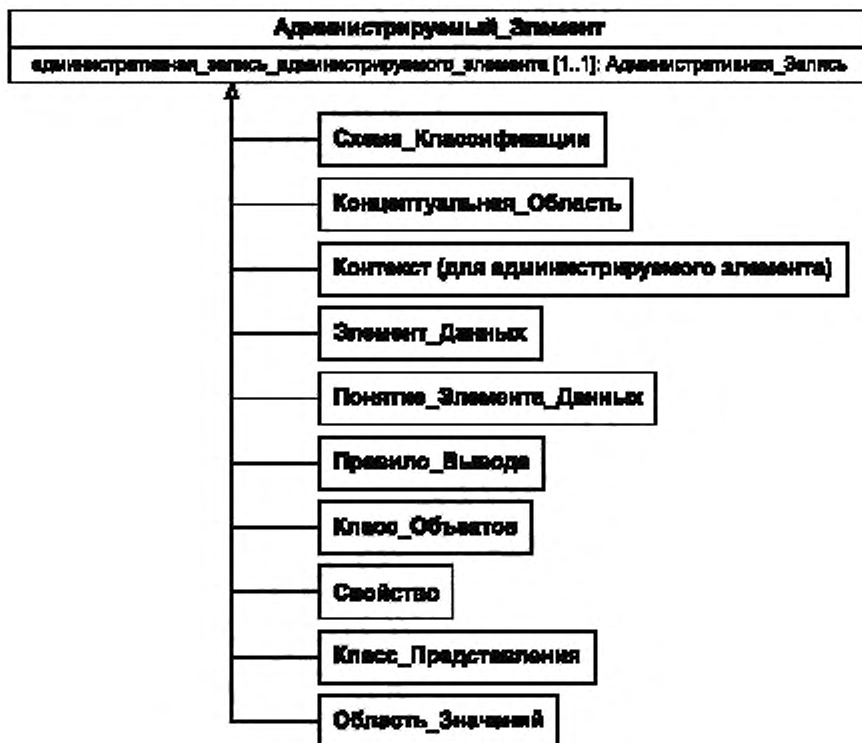 Администрируемый_Элемент
административная_запись_администрируемого_элемента [1..1]: Административная_Запись
Схема_Классификации
Концептуальная_Область
Контекст (для администрируемого элемента)
Элемент_Данных
Понятие_Элемента_Данных
Правило_Вывода
Класс_Объектов
Свойство
Класс_Представления
Область_Значений